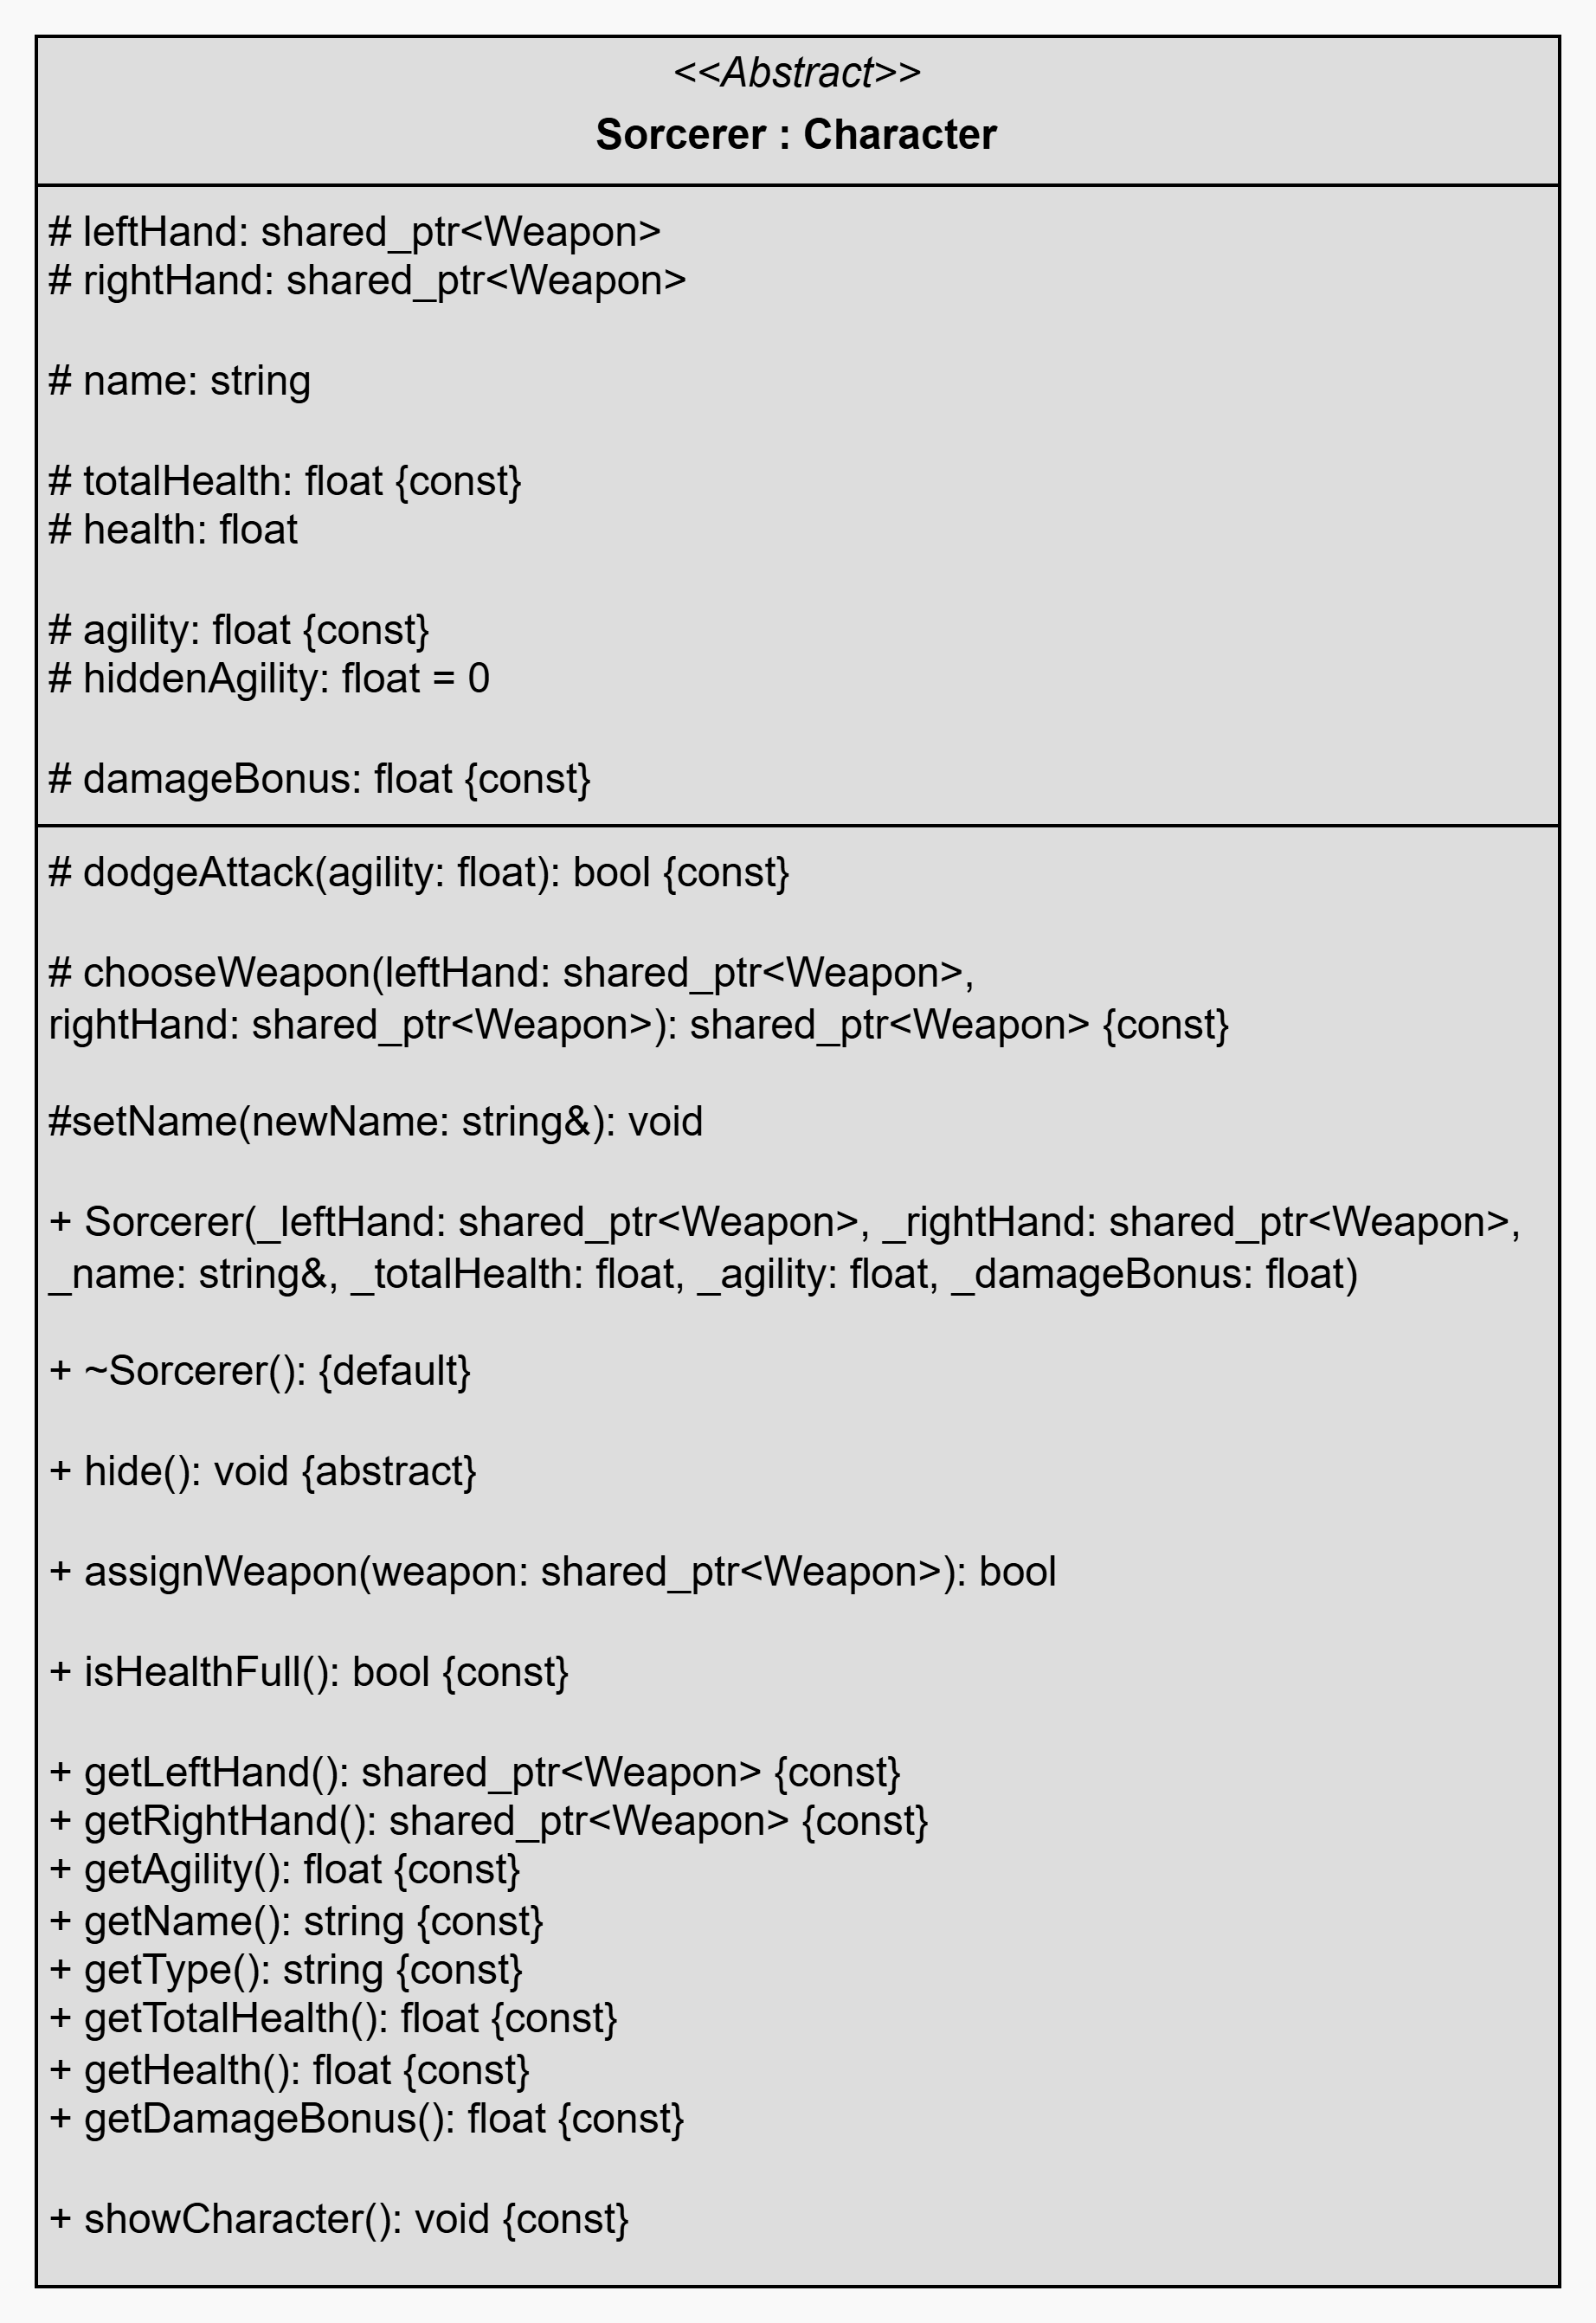 <<Abstract>>
Sorcerer : Character
# leftHand: shared_ptr<Weapon>
# rightHand: shared_ptr<Weapon>
# name: string
# totalHealth: float {const}
# health: float
# agility: float {const}
# hiddenAgility: float = 0
# damageBonus: float {const}
# dodgeAttack(agility: float): bool {const}
# chooseWeapon(leftHand: shared_ptr<Weapon>,
rightHand: shared_ptr<Weapon>): shared_ptr<Weapon> {const}
#setName(newName: string&): void
+ Sorcerer(_leftHand: shared_ptr<Weapon>, _rightHand: shared_ptr<Weapon>,
_name: string&, _totalHealth: float, _agility: float, _damageBonus: float)
+ ~Sorcerer(): {default}
+ hide(): void {abstract}
+ assignWeapon(weapon: shared_ptr<Weapon>): bool
+ isHealthFull(): bool {const}
+ getLeftHand(): shared_ptr<Weapon> {const}
+ getRightHand(): shared_ptr<Weapon> {const}
+ getAgility(): float {const}
+ getName(): string {const}
+ getType(): string {const}
+ getTotalHealth(): float {const}
+ getHealth(): float {const}
+ getDamageBonus(): float {const}
+ showCharacter(): void {const}